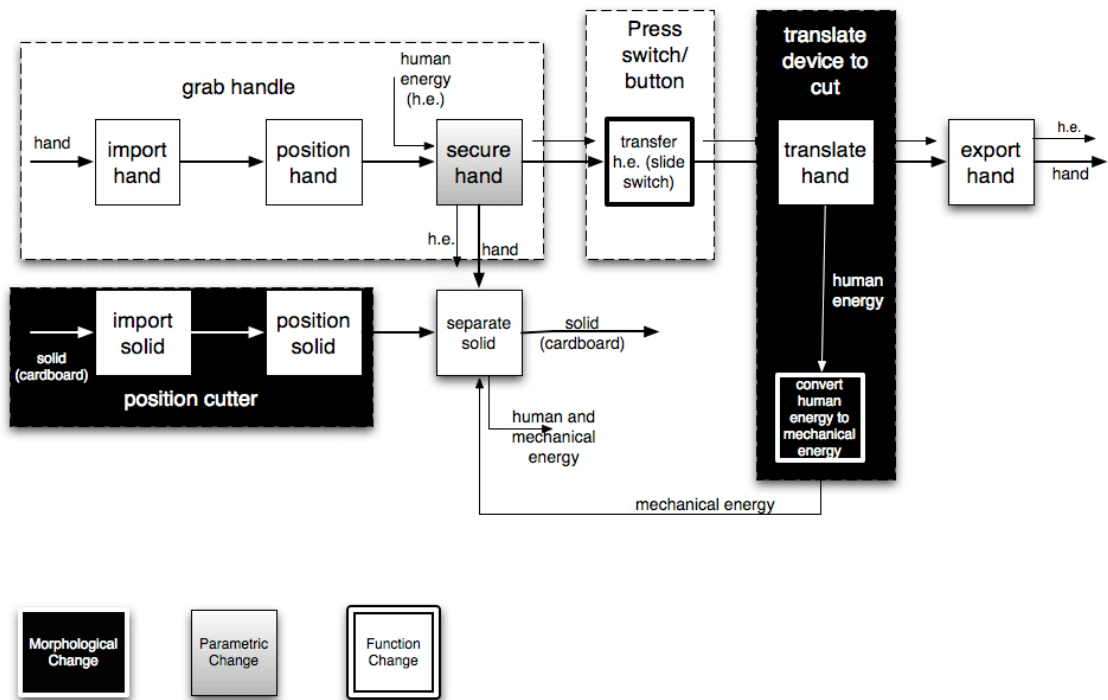 Press
switch/
button
translate
device to
cut
grab handle
human
energy
(h.e.)
hand
import
hand
position
hand
secure
hand
transfer
h.e. (slide
switch)
translate
hand
export
hand
h.e.
hand
h.e.
hand
human
energy
import
solid
position
solid
separate
solid
solid
(cardboard)
solid
(cardboard)
position cutter
convert
human
energy to
mechanical
energy
human and
mechanical
energy
mechanical energy
Morphological
Change
Parametric
Change
Function
Change